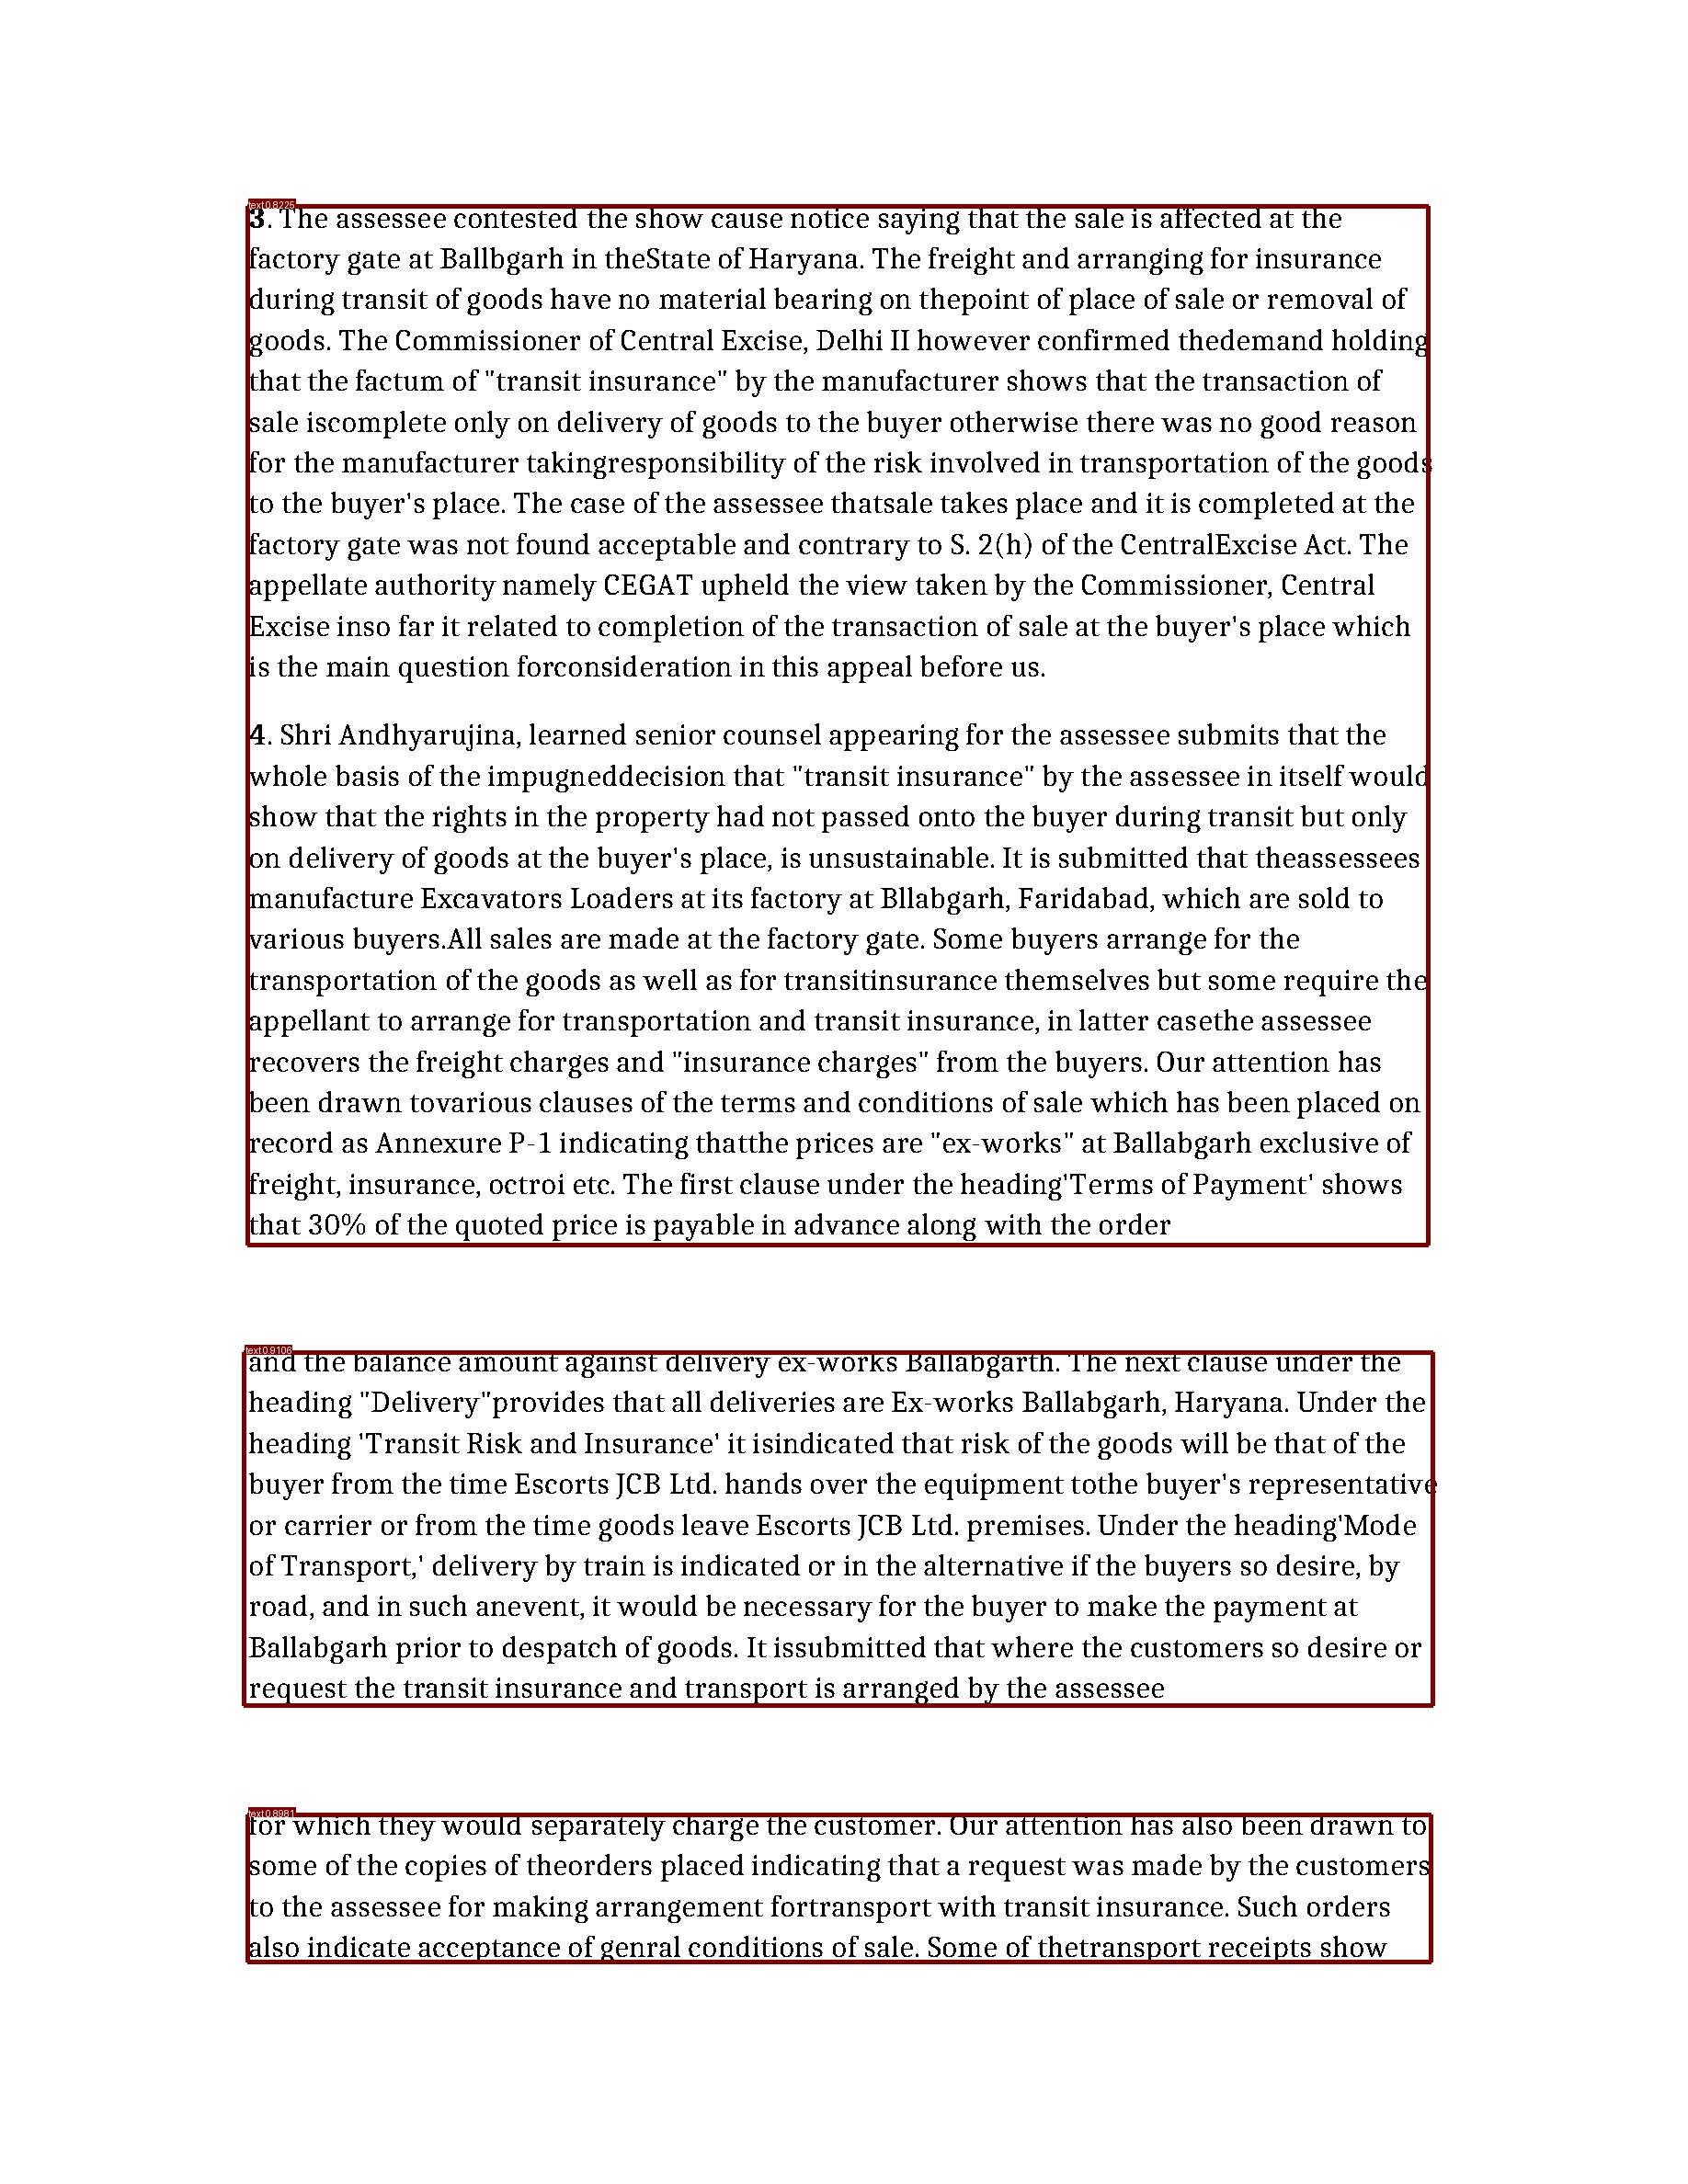 text0.8225
3. The assessee contested the show cause notice saying that the sale is affected at the
factory gate at Ballbgarh in theState of Haryana. The freight and arranging for insurance
during transit of goods have no material bearing on thepoint of place of sale or removal of
goods. The Commissioner of Central Excise, Delhi II however confirmed thedemand holding
that the factum of "transit insurance" by the manufacturer shows that the transaction of
sale iscomplete only on delivery of goods to the buyer otherwise there was no good reason
for the manufacturer takingresponsibility of the risk involved in transportation of the goods
to the buyer's place. The case of the assessee thatsale takes place and it is completed at the
factory gate was not found acceptable and contrary to S. 2(h) of the CentralExcise Act. The
appellate authority namely CEGAT upheld the view taken by the Commissioner, Central
Excise inso far it related to completion of the transaction of sale at the buyer's place which
is the main question forconsideration in this appeal before us.
4. Shri Andhyarujina, learned senior counsel appearing for the assessee submits that the
whole basis of the impugneddecision that "transit insurance" by the assessee in itself would
show that the rights in the property had not passed onto the buyer during transit but only
on delivery of goods at the buyer's place, is unsustainable. It is submitted that theassessees
manufacture Excavators Loaders at its factory at Bllabgarh, Faridabad, which are sold to
various buyers.All sales are made at the factory gate. Some buyers arrange for the
transportation of the goods as well as for transitinsurance themselves but some require the
appellant to arrange for transportation and transit insurance, in latter casethe assessee
recovers the freight charges and "insurance charges" from the buyers. Our attention has
been drawn tovarious clauses of the terms and conditions of sale which has been placed on
record as Annexure P-1 indicating thatthe prices are "ex-works" at Ballabgarh exclusive of
freight, insurance, octroi etc. The first clause under the heading'Terms of Payment' shows
that 30% of the quoted price is payable in advance along with the order
text0.9106
and the balance amount against delivery ex-works Ballabgarth. The next clause under the
heading "Delivery"provides that all deliveries are Ex-works Ballabgarh, Haryana. Under the
heading 'Transit Risk and Insurance' it isindicated that risk of the goods will be that of the
buyer from the time Escorts JCB Ltd. hands over the equipment tothe buyer's representative
or carrier or from the time goods leave Escorts JCB Ltd. premises. Under the heading'Mode
of Transport,' delivery by train is indicated or in the alternative if the buyers so desire, by
road, and in such anevent, it would be necessary for the buyer to make the payment at
Ballabgarh prior to despatch of goods. It issubmitted that where the customers so desire or
request the transit insurance and transport is arranged by the assessee
text0.8981
for which they would separately charge the customer. Our attention has also been drawn to
some of the copies of theorders placed indicating that a request was made by the customers
to the assessee for making arrangement fortransport with transit insurance. Such orders
also indicate acceptance of genral conditions of sale. Some of thetransport receipts show